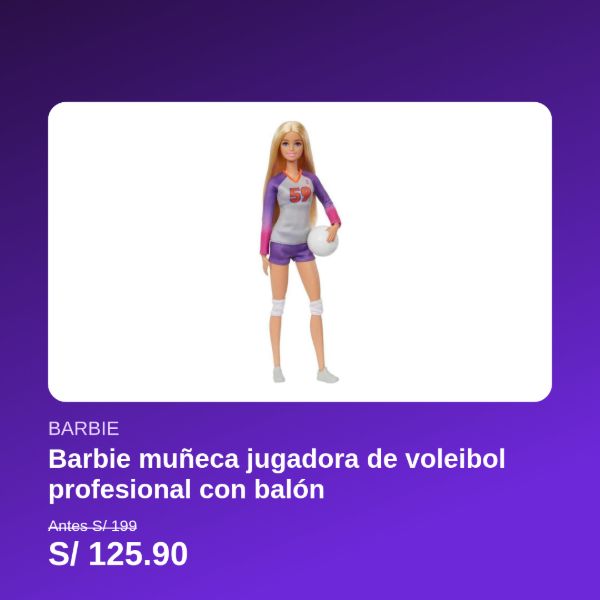 59
BARBIE
Barbie muñeca jugadora de voleibol
profesional con balón
Antes S/ 199
S/ 125.90